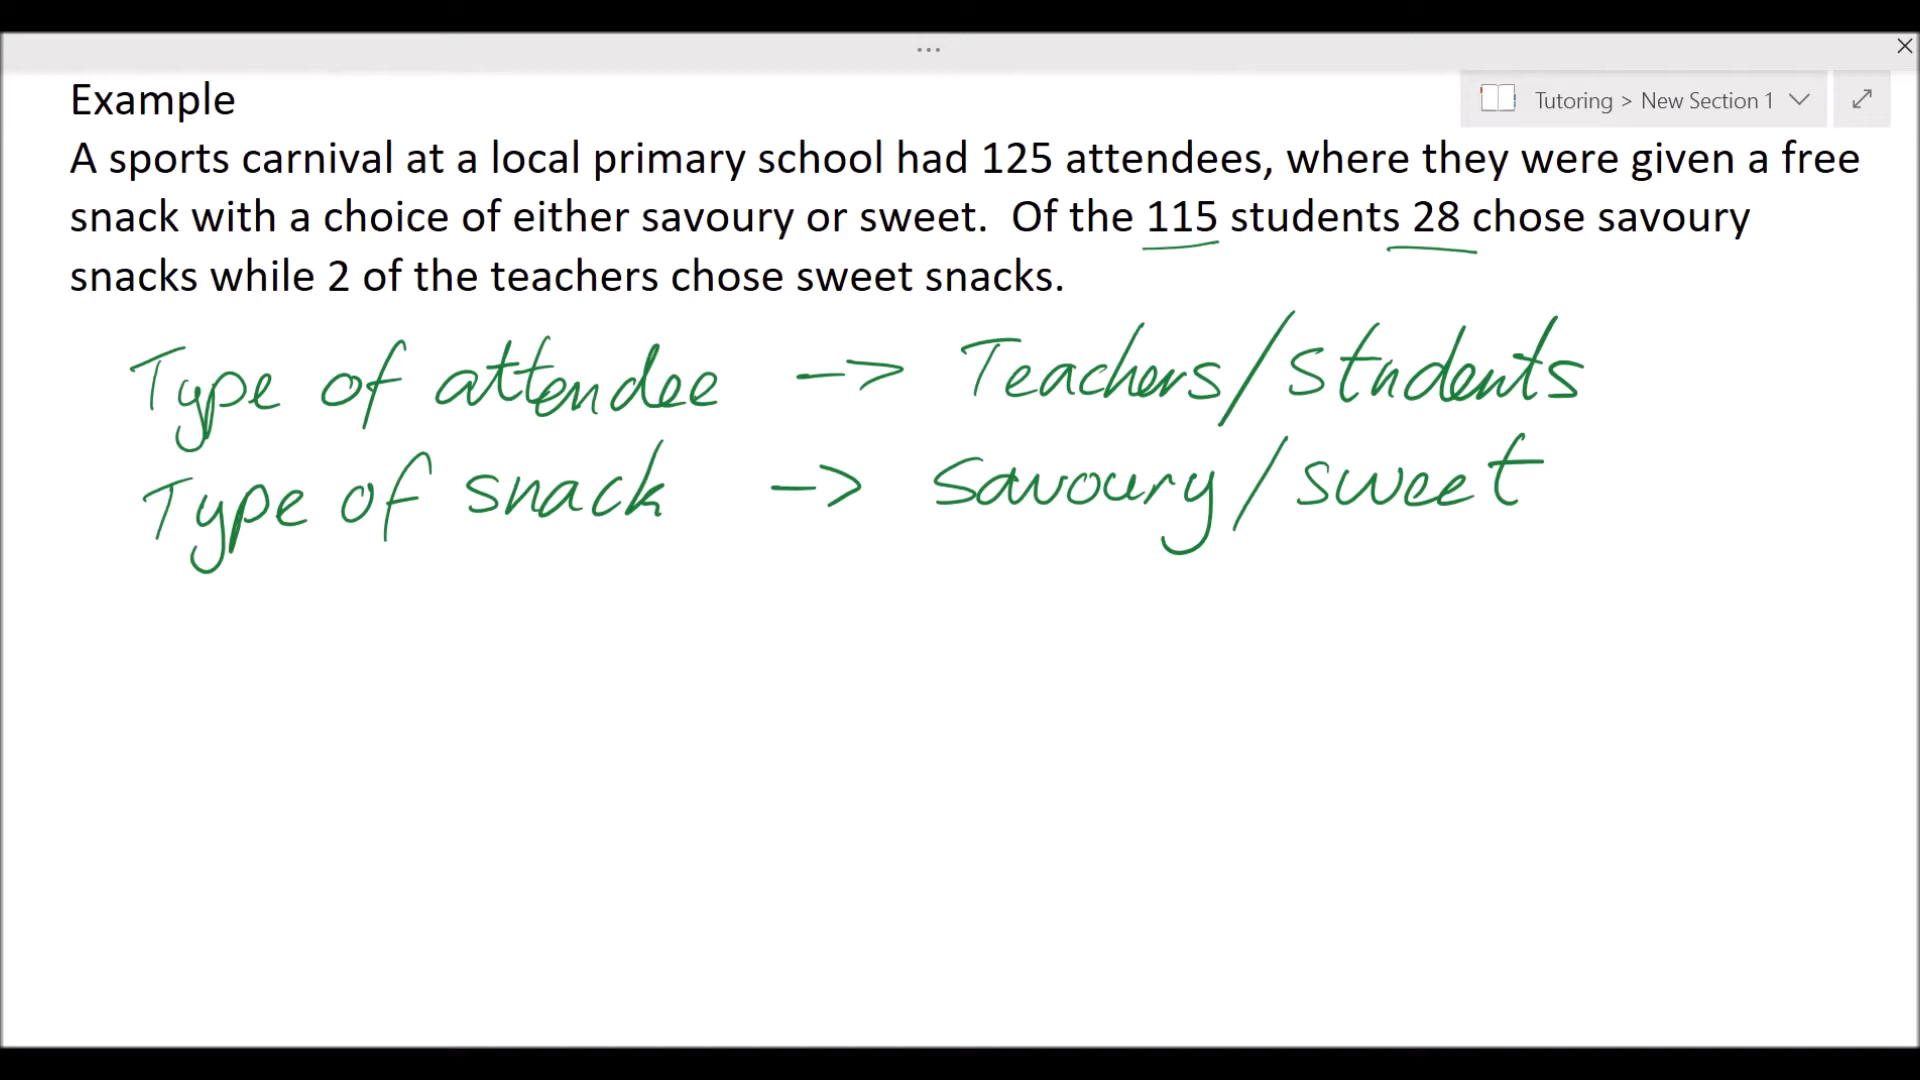 ...
Example
Tutoring > New Section 1
A sports carnival at a local primary school had 125 attendees, where they were given a free
snack with a choice of either savoury or sweet. Of the 115 students 28 chose savoury
snacks while 2 of the teachers chose sweet snacks.
Type of attendee -> Teachers/students
Type of snack -> Savoury/sweet